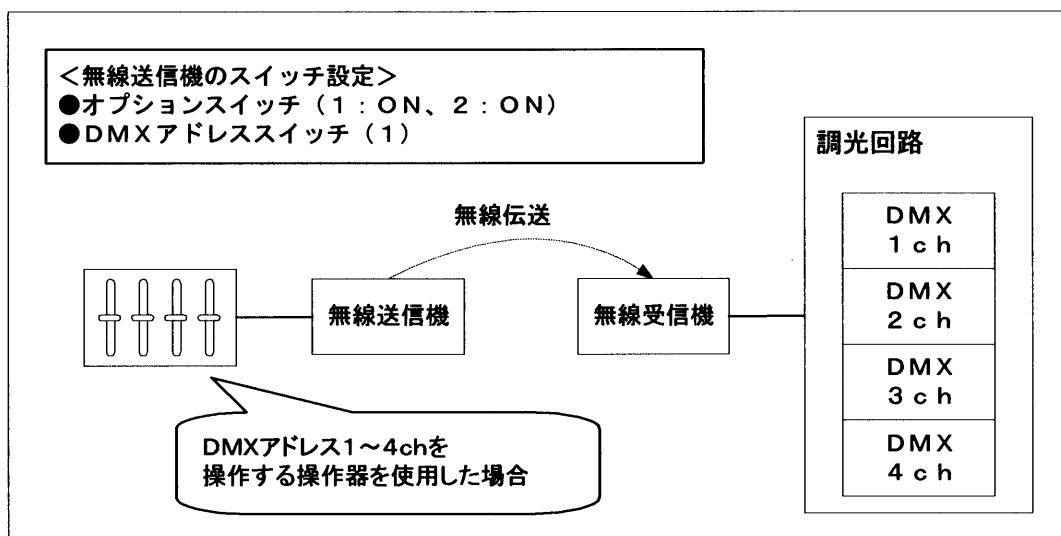 ＜無線送信機のスイッチ設定＞
●オプションスイッチ（１：ＯＮ、２：ＯＮ）
●ＤＭＸアドレススイッチ（１）
調光回路
無線伝送
無線送信機
無線受信機
ＤＭＸ
１ｃｈ
ＤＭＸ
２ｃｈ
ＤＭＸ
３ｃｈ
ＤＭＸ
４ｃｈ
DMXアドレス1～4chを
操作する操作器を使用した場合